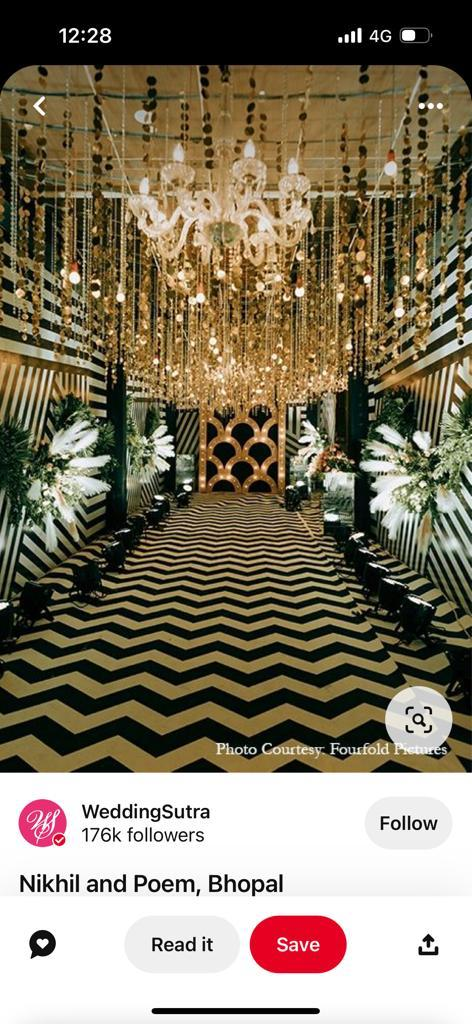 12:28
4G
Photo Courtesy: Fourfold Pictures
WeddingSutra
176k followers
Follow
Nikhil and Poem, Bhopal
Read it
Save